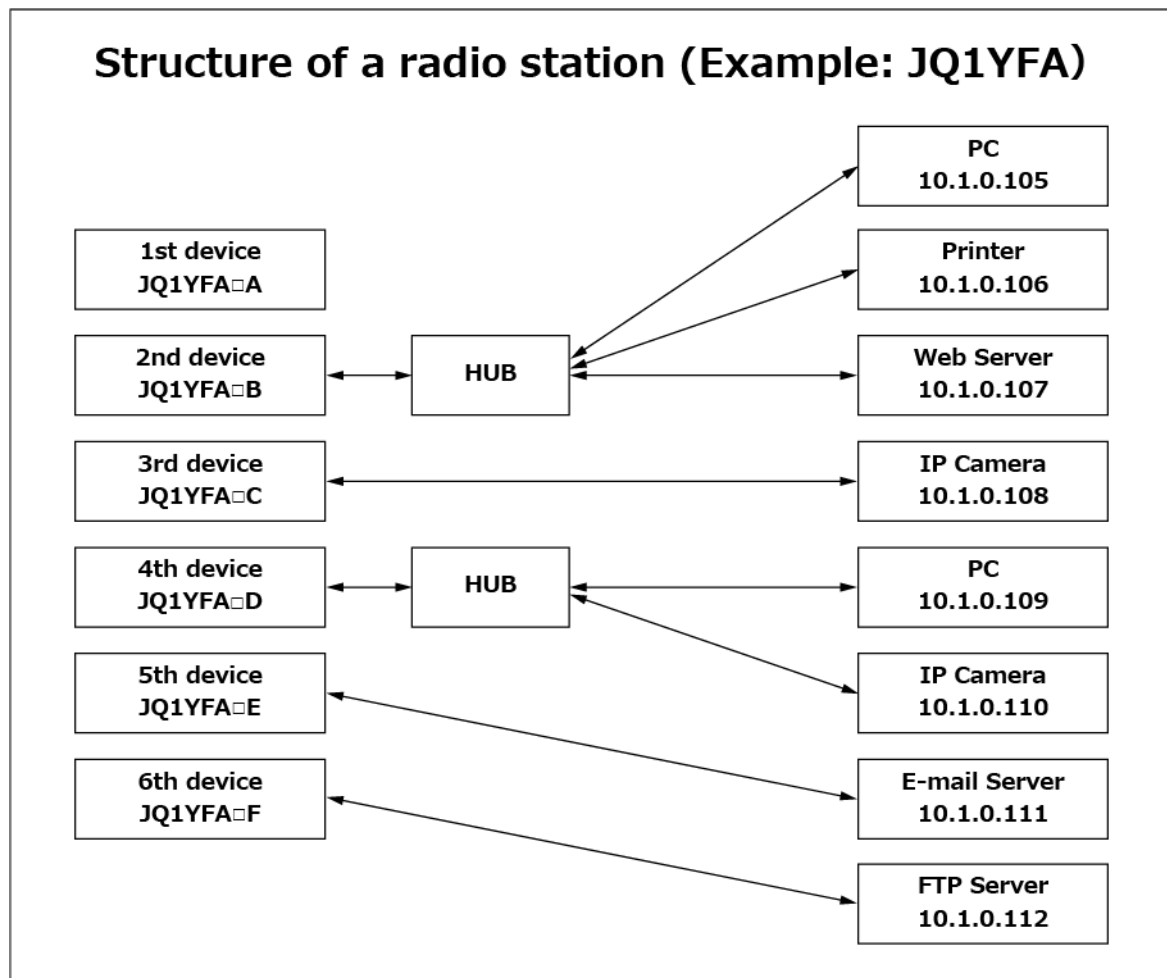 Structure of a radio station (Example: JQ1YFA）
PC
10.1.0.105
1st device
JQ1YFA□A
Printer
10.1.0.106
2nd device
JQ1YFA□B
HUB
Web Server
10.1.0.107
3rd device
JQ1YFA□C
IP Camera
10.1.0.108
4th device
JQ1YFA□D
HUB
PC
10.1.0.109
5th device
JQ1YFA□E
IP Camera
10.1.0.110
6th device
JQ1YFA□F
E-mail Server
10.1.0.111
FTP Server
10.1.0.112